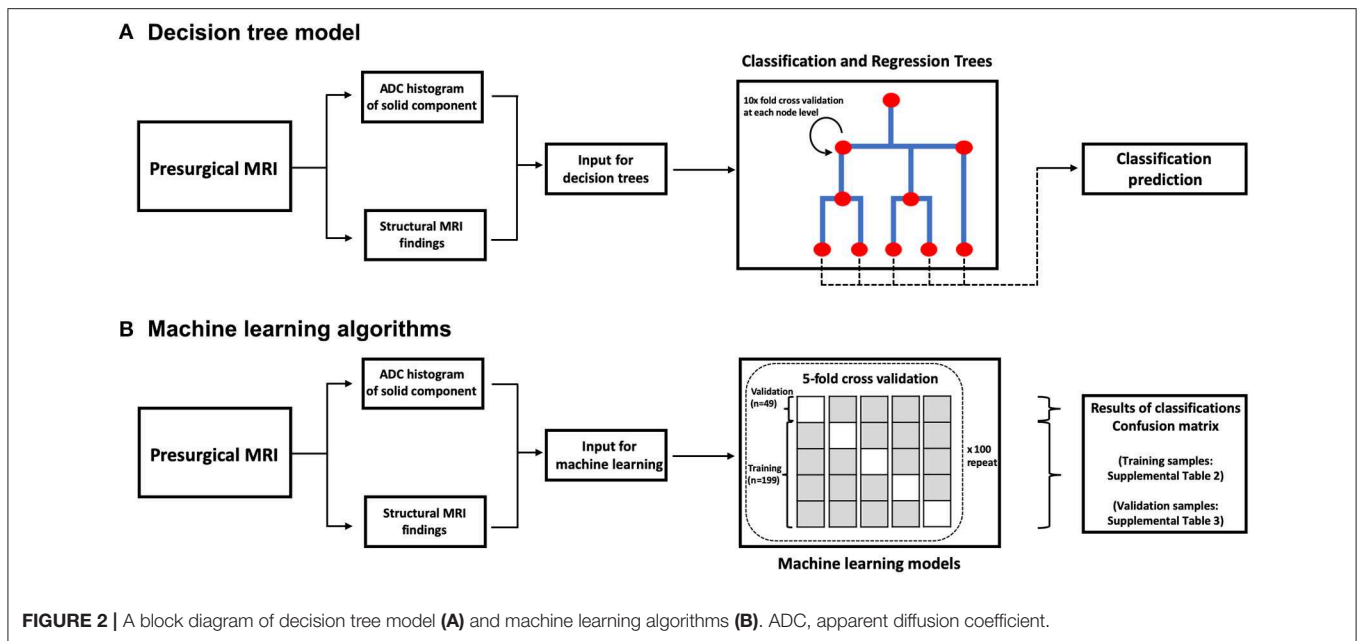 A Decision tree model
Presurgical MRI
ADC histogram
of solid component
Structural MRI
findings
Input for
decision trees
Classification and Regression Trees
10x fold cross validation
at each node level
Classification
prediction
B Machine learning algorithms
Presurgical MRI
ADC histogram
of solid component
Structural MRI
findings
Input for
machine learning
5-fold cross validation
Validation
(n=49)
Training
(n=199)
x 100
repeat
Machine learning models
Results of classifications
Confusion matrix
(Training samples:
Supplemental Table 2)
(Validation samples:
Supplemental Table 3)
FIGURE 2 | A block diagram of decision tree model (A) and machine learning algorithms (B). ADC, apparent diffusion coefficient.